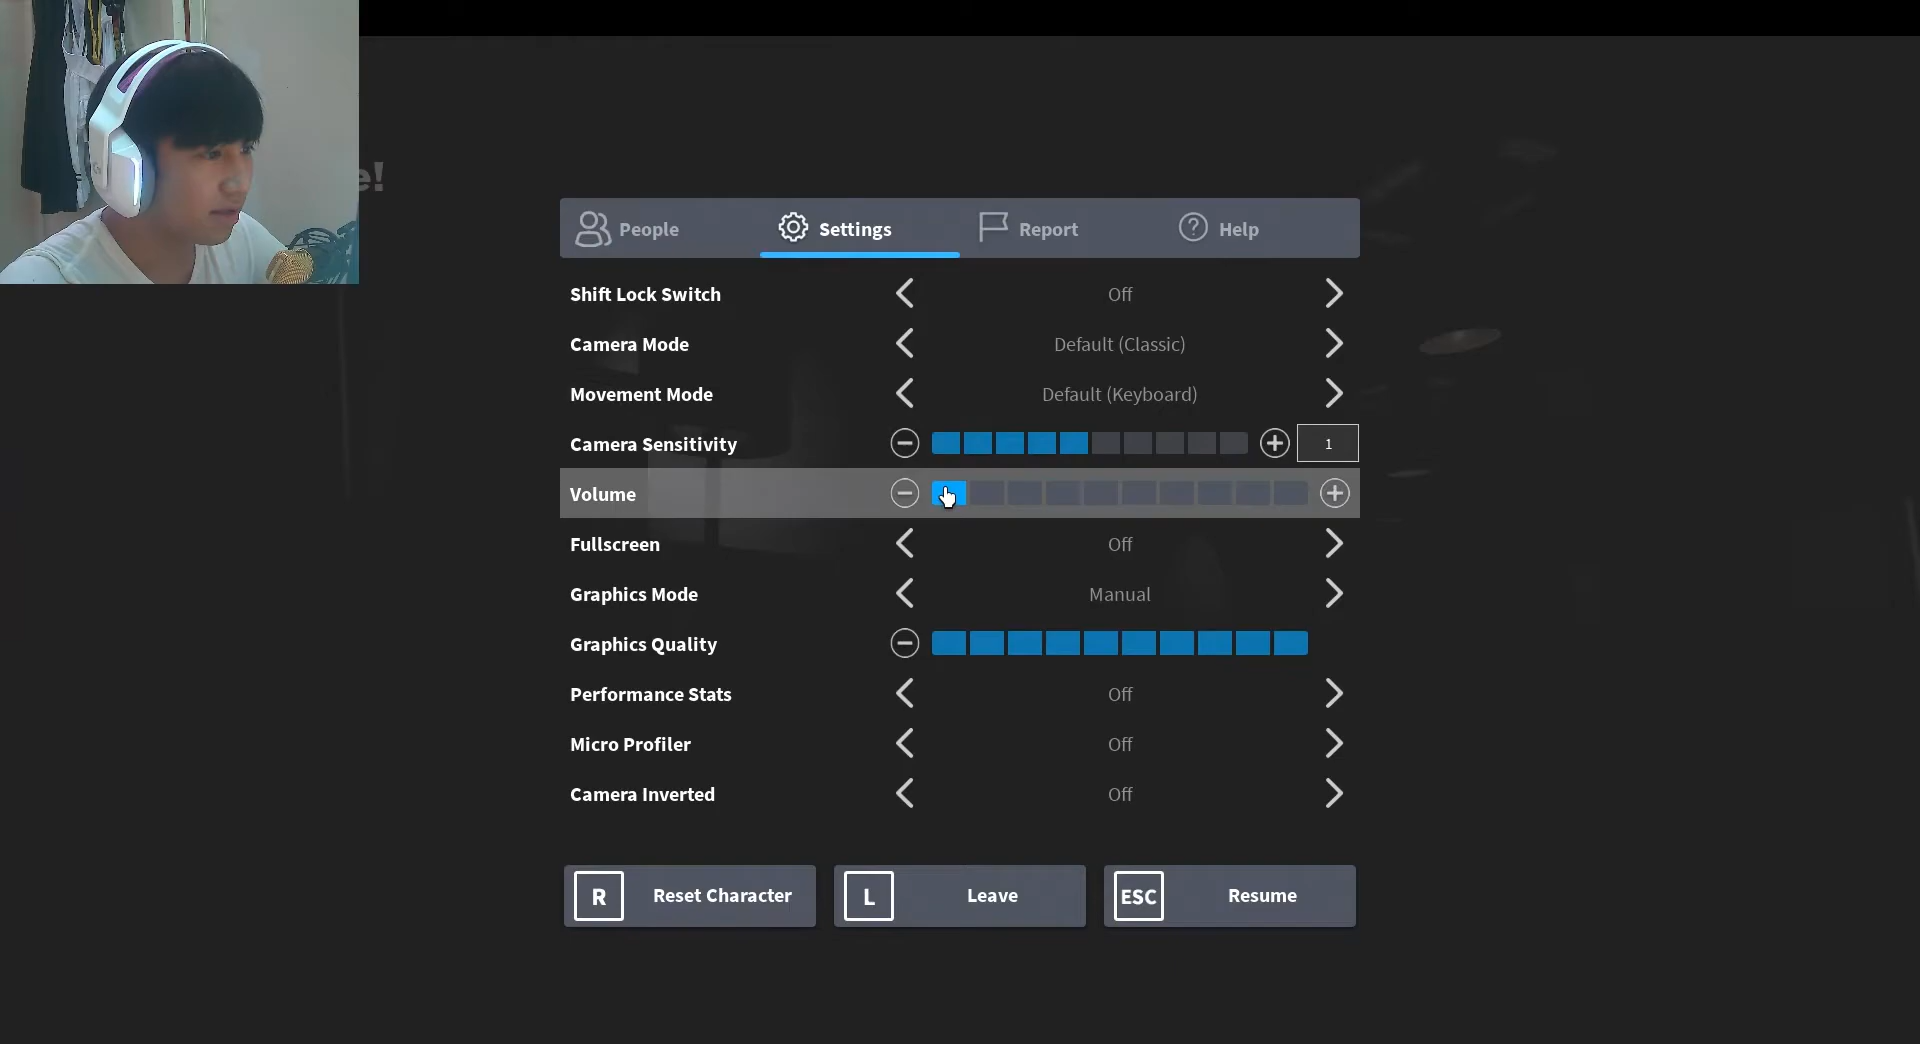 e!
People
Settings
Report
Help
Shift Lock Switch
Off
Camera Mode
Default (Classic)
Movement Mode
Default (Keyboard)
Camera Sensitivity
1
Volume
Fullscreen
Off
Graphics Mode
Manual
Graphics Quality
Performance Stats
Off
Micro Profiler
Off
Camera Inverted
Off
R Reset Character
L Leave
ESC Resume